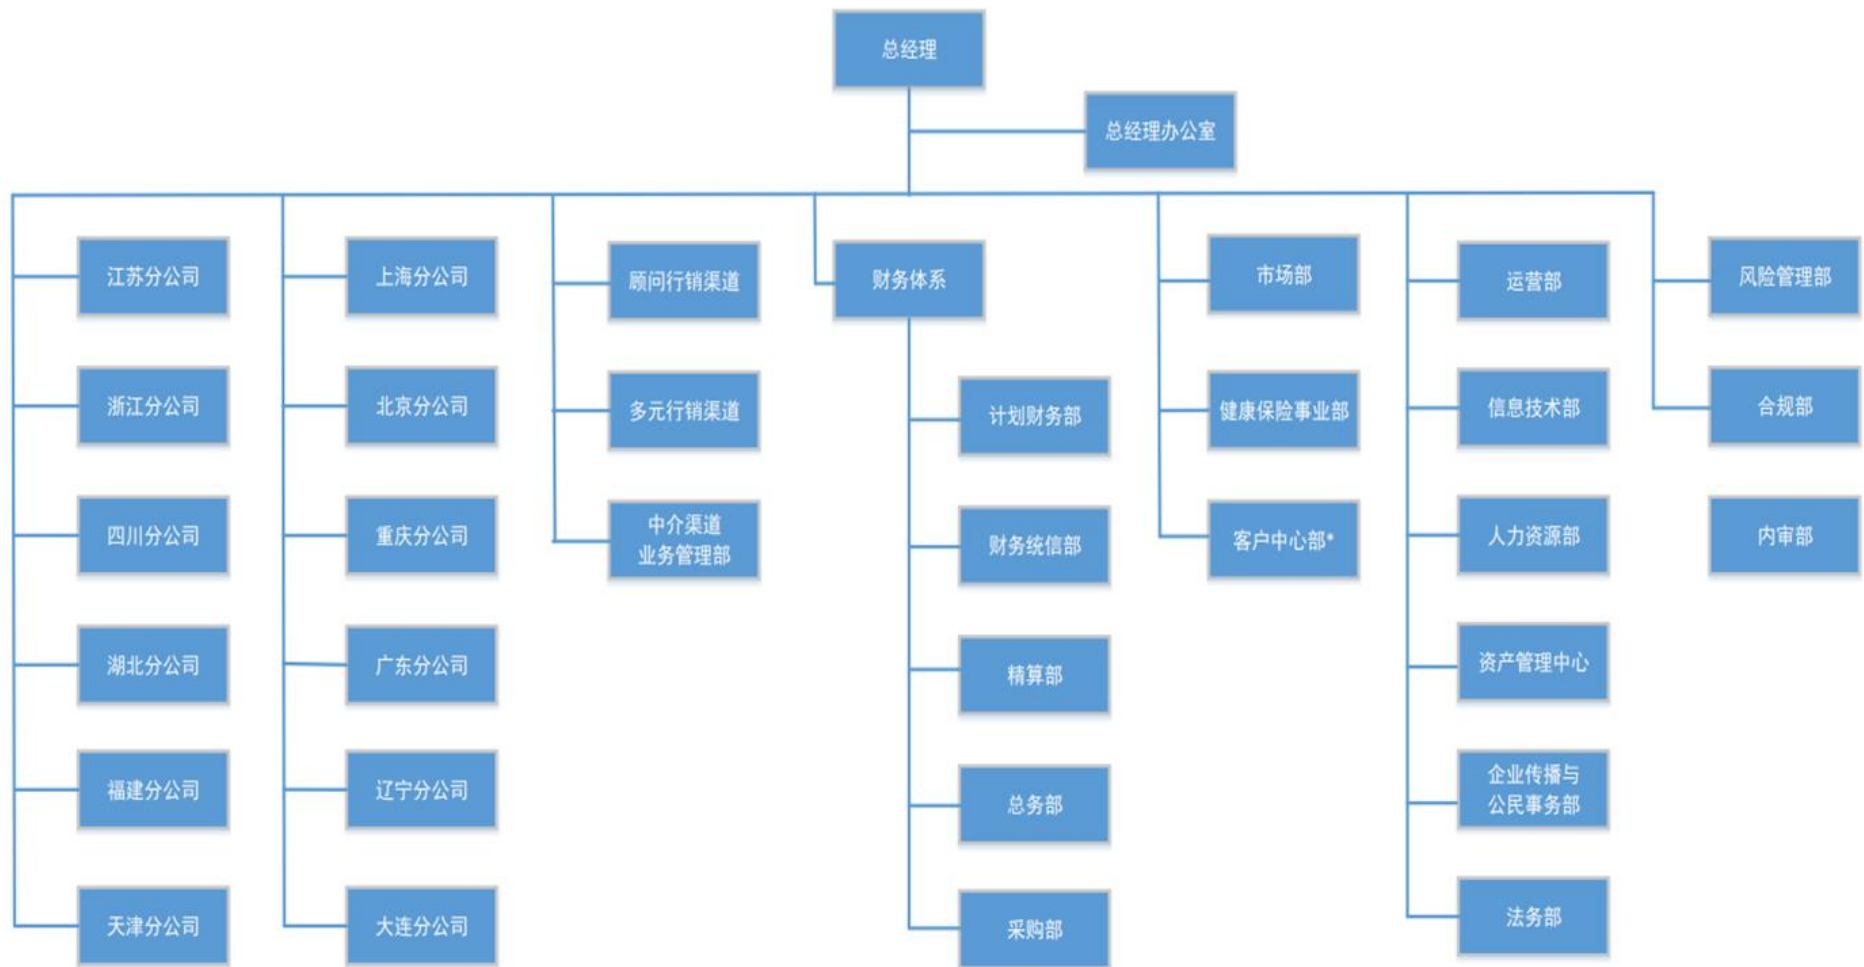 总经理
总经理办公室
江苏分公司
浙江分公司
四川分公司
湖北分公司
福建分公司
天津分公司
上海分公司
北京分公司
重庆分公司
广东分公司
辽宁分公司
大连分公司
顾问行销渠道
多元行销渠道
中介渠道
业务管理部
财务体系
计划财务部
财务统信部
精算部
总务部
采购部
市场部
健康保险事业部
客户中心部*
运营部
信息技术部
人力资源部
资产管理中心
企业传播与
公民事务部
法务部
风险管理部
合规部
内审部